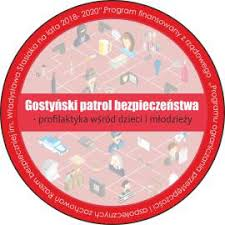 Program finansowany z rządowego „Programu ograniczania przestępczości i aspołecznych zachowań Razem bezpieczniej im. Władysława Stasiaka na lata 2018- 2020"
Gostyński patrol bezpieczeństwa
- profilaktyka wśród dzieci i młodzieży